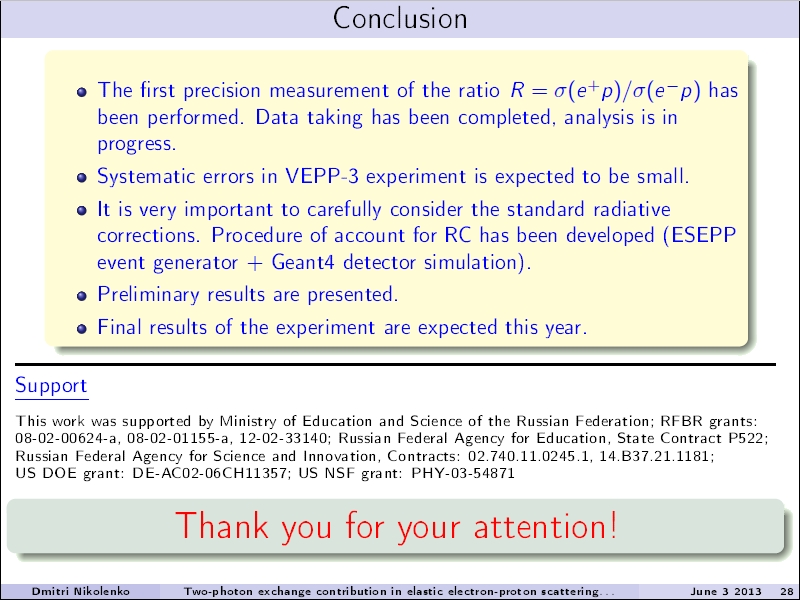 Conclusion
The first precision measurement of the ratio R = σ(e⁺p)/σ(e⁻p) has
been performed. Data taking has been completed, analysis is in
progress.
Systematic errors in VEPP-3 experiment is expected to be small.
It is very important to carefully consider the standard radiative
corrections. Procedure of account for RC has been developed (ESEPP
event generator + Geant4 detector simulation).
Preliminary results are presented.
Final results of the experiment are expected this year.
Support
This work was supported by Ministry of Education and Science of the Russian Federation; RFBR grants:
08-02-00624-a, 08-02-01155-a, 12-02-33140; Russian Federal Agency for Education, State Contract P522;
Russian Federal Agency for Science and Innovation, Contracts: 02.740.11.0245.1, 14.B37.21.1181;
US DOE grant: DE-AC02-06CH11357; US NSF grant: PHY-03-54871
Thank you for your attention!
Dmitri Nikolenko Two-photon exchange contribution in elastic electron-proton scattering... June 3 2013 28